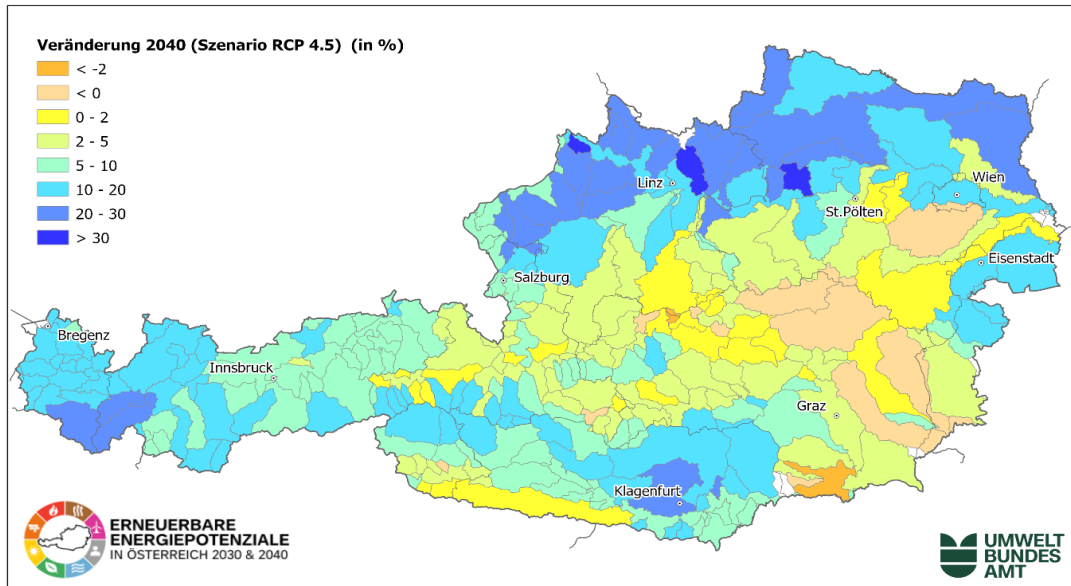 Veränderung 2040 (Szenario RCP 4.5) (in %)
< -2
< 0
0 - 2
2 - 5
5 - 10
10 - 20
20 - 30
> 30
Linz
Wien
St.Pölten
Eisenstadt
Salzburg
Bregenz
Innsbruck
Graz
Klagenfurt
ERNEUERBARE
ENERGIEPOTENZIALE
IN ÖSTERREICH 2030 & 2040
UMWELT
BUNDES
AMT